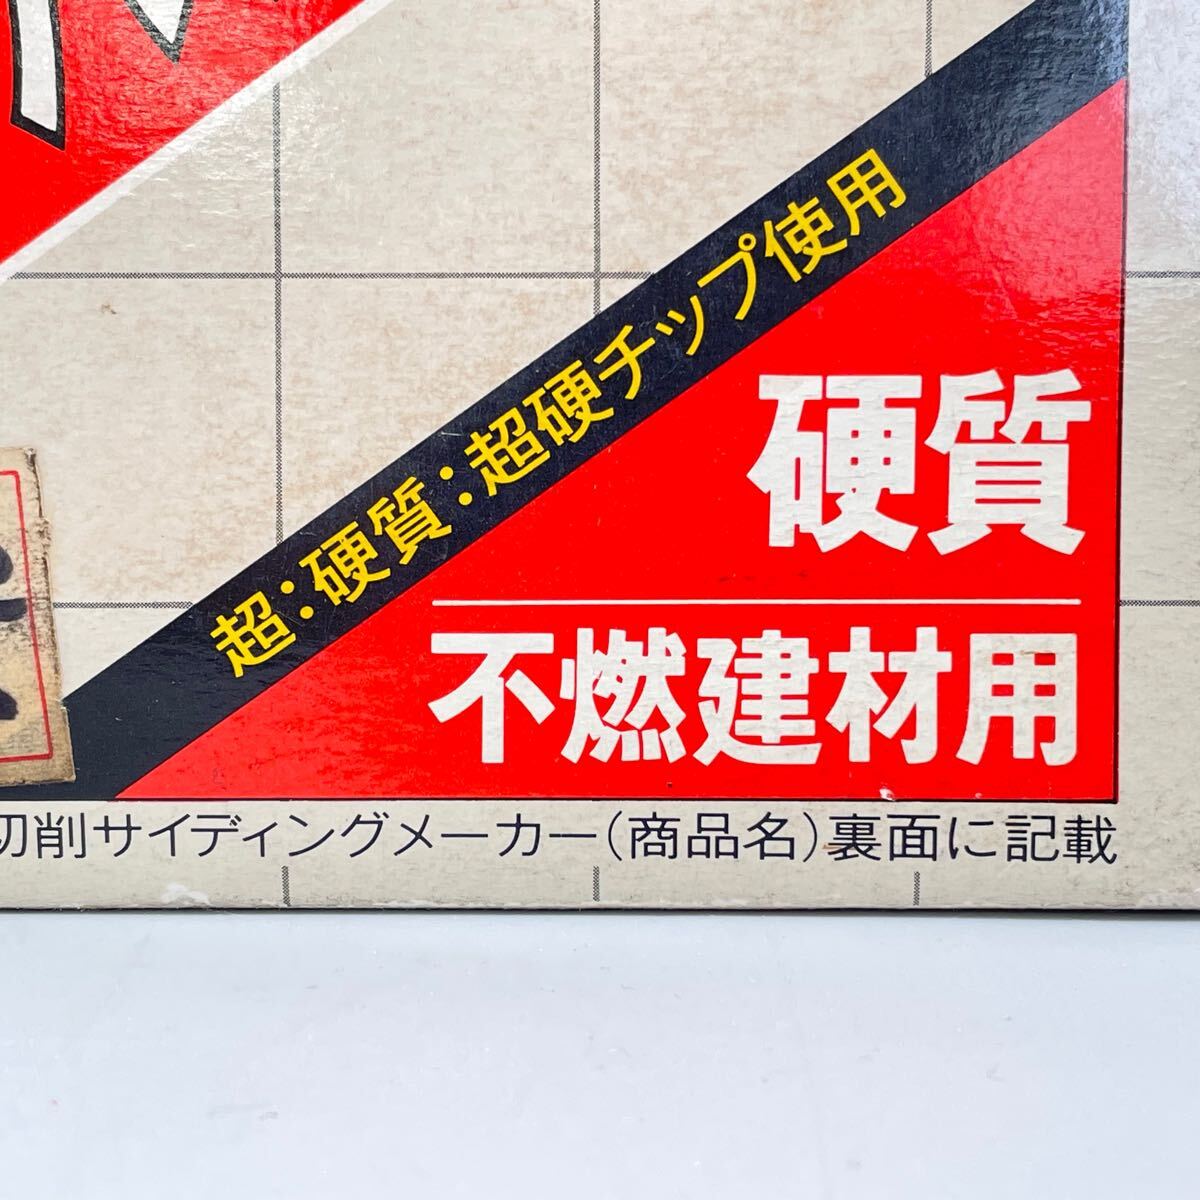 超：硬質：超硬チップ使用
硬質
不燃建材用
切削サイディングメーカー(商品名)裏面に記載